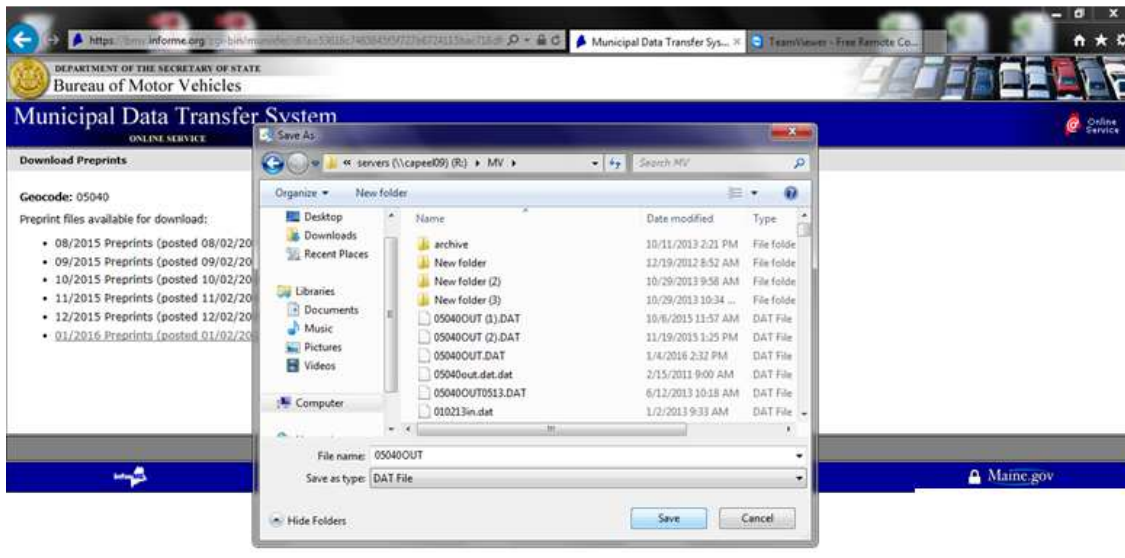 https:
informe.org
Municipal Data Transfer Sys...
TeamViewer - Free Remote Co...
DEPARTMENT OF THE SECRETARY OF STATE
Bureau of Motor Vehicles
Municipal Data Transfer System
ONLINE SERVICE
Online
Service
Download Preprints
Geocode: 05040
Preprint files available for download:
• 08/2015 Preprints (posted 08/02/20
• 09/2015 Preprints (posted 09/02/20
• 10/2015 Preprints (posted 10/02/20
• 11/2015 Preprints (posted 11/02/20
• 12/2015 Preprints (posted 12/02/20
• 01/2016 Preprints (posted 01/02/20
Save As
« servers (\\capeel09) (R:) MV
Search MV
Organize
New folder
Desktop
Downloads
Recent Places
Libraries
Documents
Music
Pictures
Videos
Computer
Name Date modified Type
archive 10/11/2013 2:21 PM File folde
New folder 12/19/2012 8:52 AM File folde
New folder (2) 10/29/2013 9:58 AM File folde
New folder (3) 10/29/2013 10:34 ... File folde
05040OUT (1).DAT 10/6/2015 11:57 AM DAT File
05040OUT (2).DAT 11/19/2015 1:25 PM DAT File
05040OUT.DAT 1/4/2016 2:32 PM DAT File
05040out.dat.dat 2/15/2011 9:00 AM DAT File
05040OUT0513.DAT 6/12/2013 10:18 AM DAT File
010213in.dat 1/2/2013 9:33 AM DAT File
File name: 05040OUT
Save as type: DAT File
Hide Folders
Save
Cancel
Maine.gov